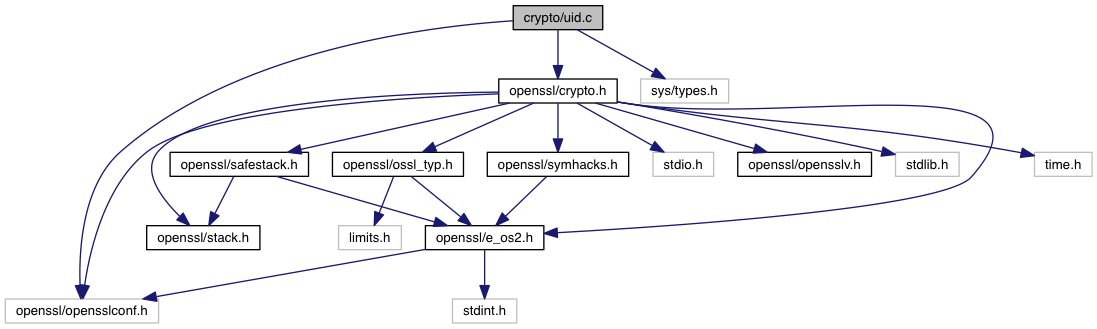 crypto/uid.c
openssl/crypto.h
sys/types.h
openssl/safestack.h
openssl/ossl_typ.h
openssl/symhacks.h
stdio.h
openssl/opensslv.h
stdlib.h
time.h
openssl/stack.h
limits.h
openssl/e_os2.h
openssl/opensslconf.h
stdint.h